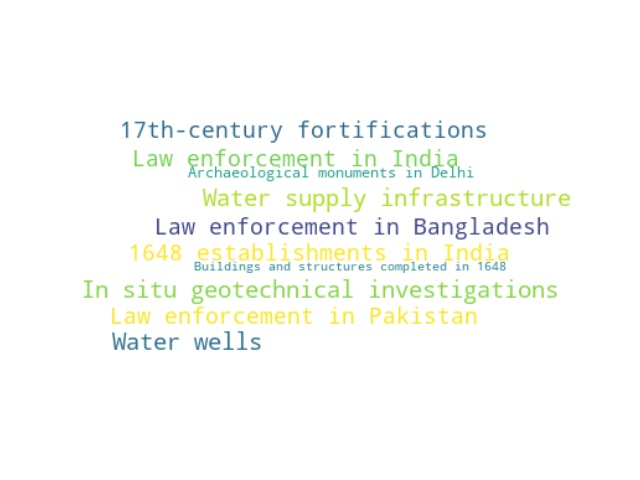 17th-century fortifications
Law enforcement in India
Archaeological monuments in Delhi
Water supply infrastructure
Law enforcement in Bangladesh
1648 establishments in India
Buildings and structures completed in 1648
In situ geotechnical investigations
Law enforcement in Pakistan
Water wells